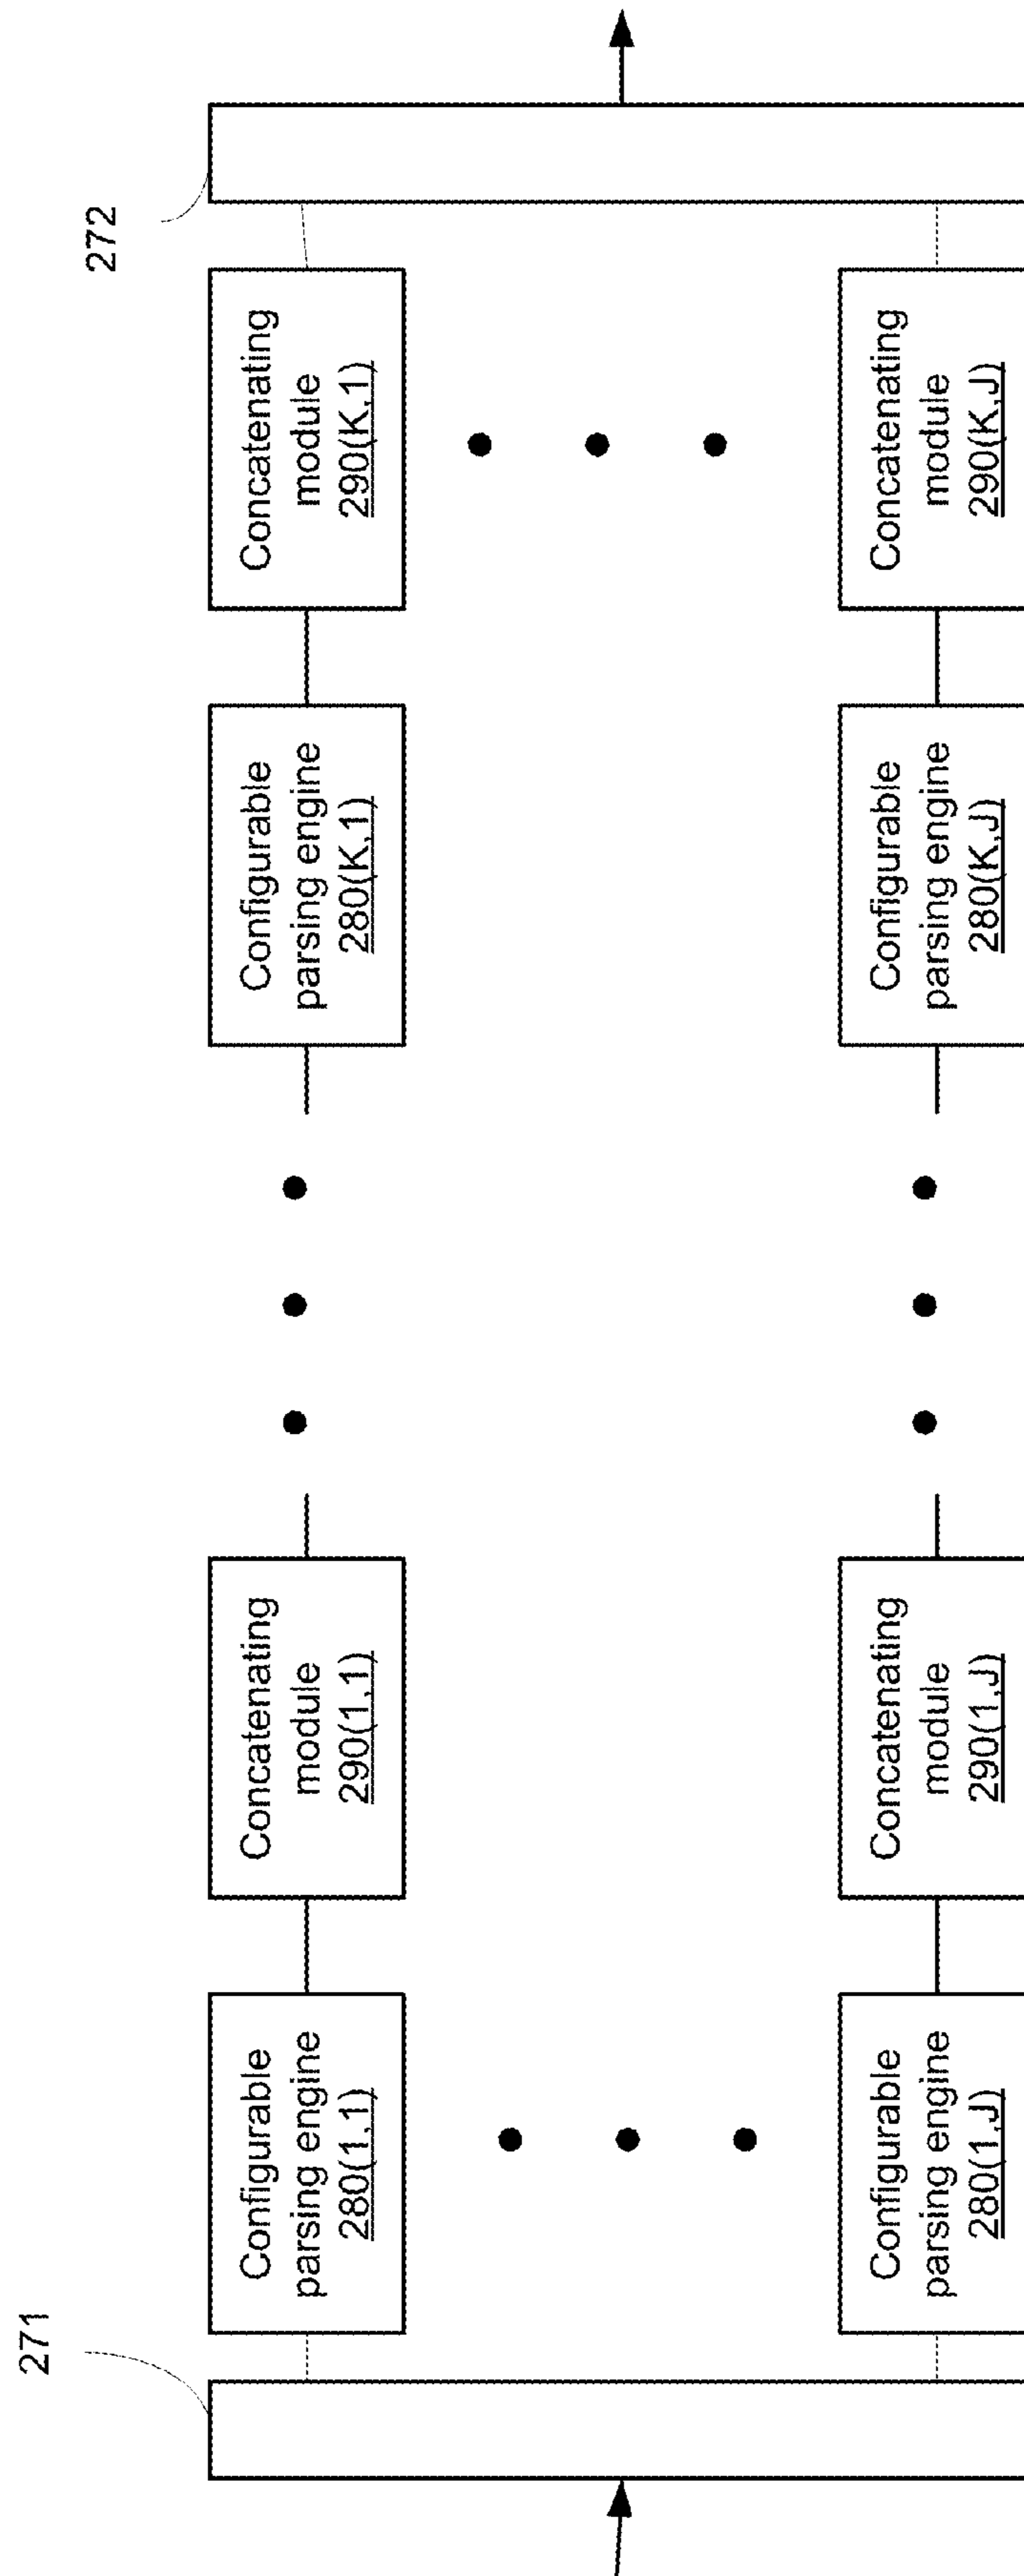 271
272
Configurable
parsing engine
280(1,1)
Concatenating
module
290(1,1)
Configurable
parsing engine
280(K,1)
Concatenating
module
290(K,1)
Configurable
parsing engine
280(1,J)
Concatenating
module
290(1,J)
Configurable
parsing engine
280(K,J)
Concatenating
module
290(K,J)